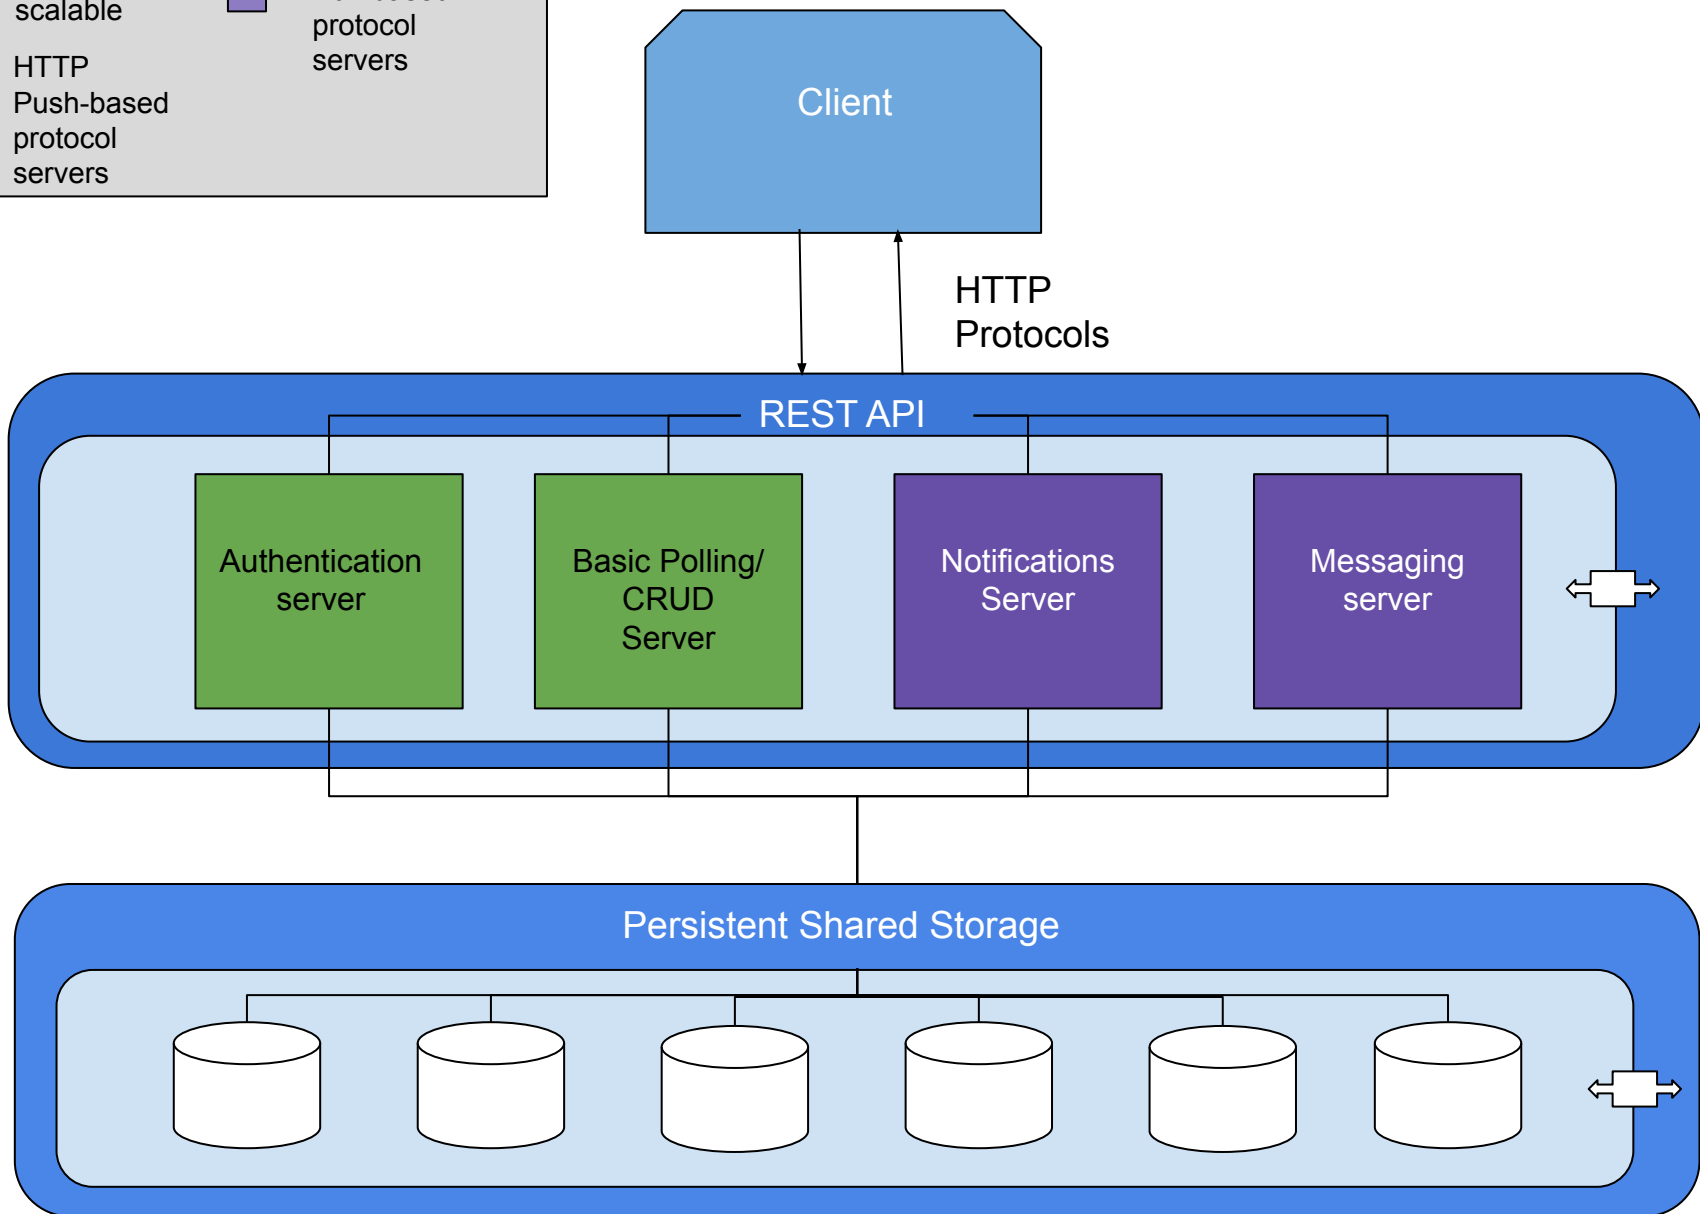 scalable
HTTP
Push-based
protocol
servers
protocol
servers
Client
HTTP
Protocols
REST API
Authentication
server
Basic Polling/
CRUD
Server
Notifications
Server
Messaging
server
Persistent Shared Storage